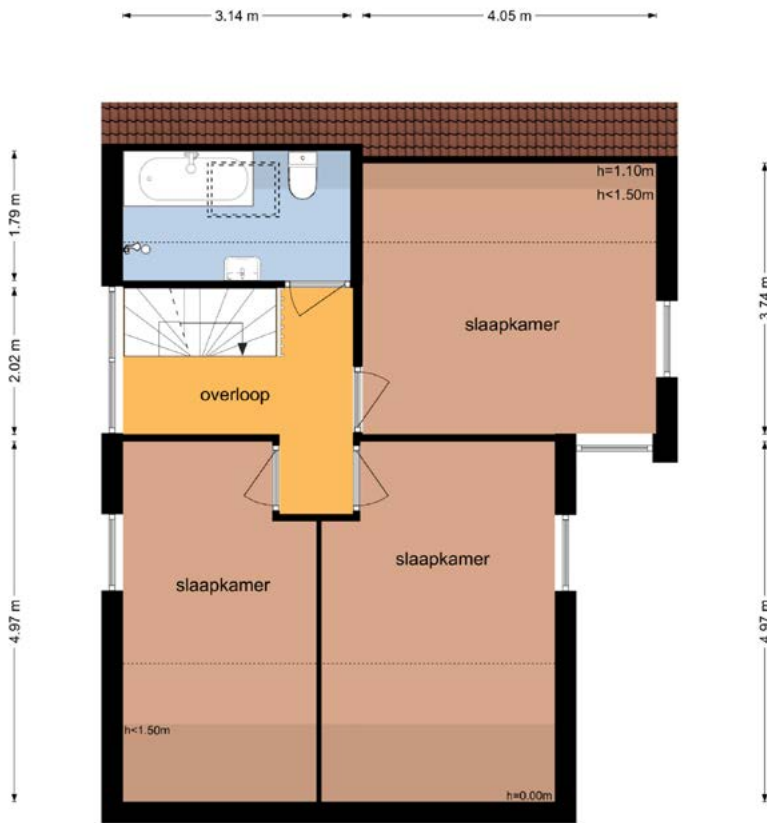 3.14 m
4.05 m
h=1.10m
h<1.50m
1.79 m
3.74 m
slaapkamer
2.02 m
overloop
slaapkamer
slaapkamer
4.97 m
4.97 m
h<1.50m
h=0.00m